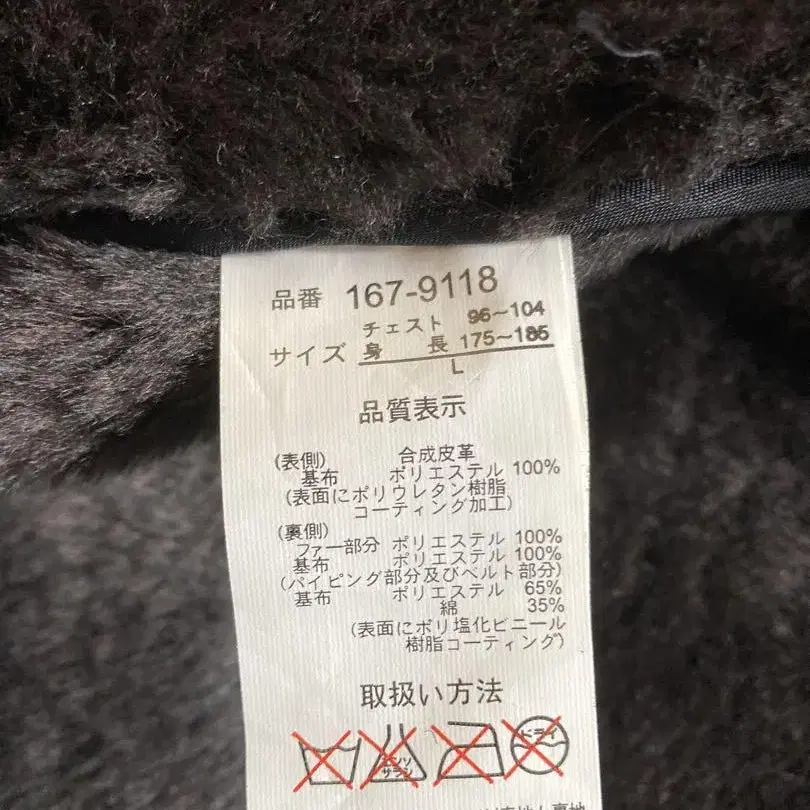 品番 167-9118
チェスト 96～104
サイズ 身長 175～185
L
品質表示
(表側) 合成皮革
基布 ポリエステル 100%
(表面にポリウレタン樹脂
コーティング加工)
(裏側)
ファー部分 ポリエステル 100%
基布 ポリエステル 100%
(パイピング部分及びベルト部分)
基布 ポリエステル 65%
綿 35%
(表面にポリ塩化ビニール
樹脂コーティング)
取扱い方法
エンソ ドライ
サラシ